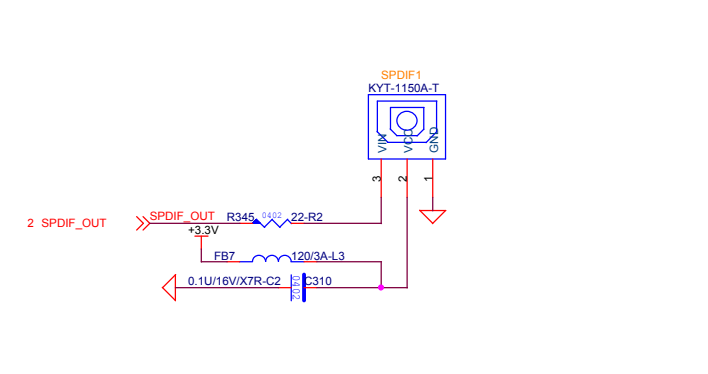 SPDIF1
KYT-1150A-T
VIN
VCC
GND
3
2
1
2 SPDIF_OUT
SPDIF_OUT
R345
0402
22-R2
+3.3V
FB7
120/3A-L3
0.1U/16V/X7R-C2
0402
C310